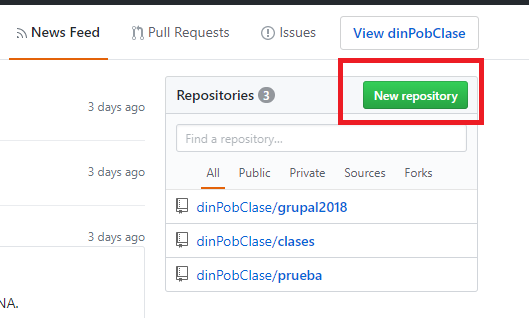 News Feed Pull Requests Issues View dinPobClase
Repositories 3 New repository
3 days ago
Find a repository...
All Public Private Sources Forks
3 days ago
dinPobClase/grupal2018
dinPobClase/clases
3 days ago
dinPobClase/prueba
NA.